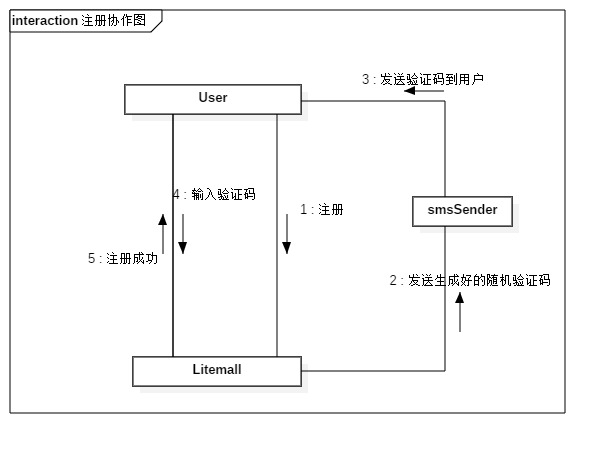 interaction 注册协作图
3 : 发送验证码到用户
User
4 : 输入验证码
1 : 注册
smsSender
5 : 注册成功
2 : 发送生成好的随机验证码
Litemall